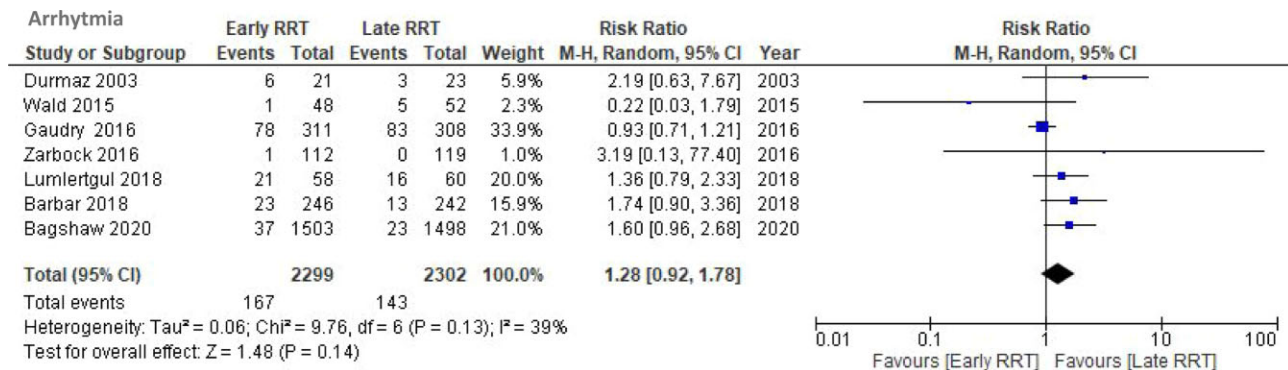 Arrhytmia
Early RRT Late RRT Risk Ratio Risk Ratio
Study or Subgroup Events Total Events Total Weight M-H, Random, 95% CI Year M-H, Random, 95% CI
Durmaz 2003 6 21 3 23 5.9% 2.19 [0.63, 7.67] 2003
Wald 2015 1 48 5 52 2.3% 0.22 [0.03, 1.79] 2015
Gaudry 2016 78 311 83 308 33.9% 0.93 [0.71, 1.21] 2016
Zarbock 2016 1 112 0 119 1.0% 3.19 [0.13, 77.40] 2016
Lumlertgul 2018 21 58 16 60 20.0% 1.36 [0.79, 2.33] 2018
Barbar 2018 23 246 13 242 15.9% 1.74 [0.90, 3.36] 2018
Bagshaw 2020 37 1503 23 1498 21.0% 1.60 [0.96, 2.68] 2020
Total (95% CI) 2299 2302 100.0% 1.28 [0.92, 1.78]
Total events 167 143
Heterogeneity: Tau² = 0.06; Chi² = 9.76, df = 6 (P = 0.13); I² = 39%
Test for overall effect: Z = 1.48 (P = 0.14)
0.01 0.1 1 10 100
Favours [Early RRT] Favours [Late RRT]